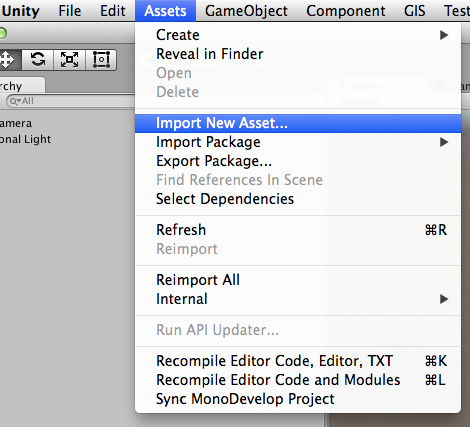 Unity File Edit Assets GameObject Component GIS Test
Create
Reveal in Finder
Open
Delete
Import New Asset...
Import Package
Export Package...
Find References In Scene
Select Dependencies
Refresh ⌘R
Reimport
Reimport All
Internal
Run API Updater...
Recompile Editor Code, Editor, TXT ⌘K
Recompile Editor Code and Modules ⌘L
Sync MonoDevelop Project
rchy
All
amera
onal Light